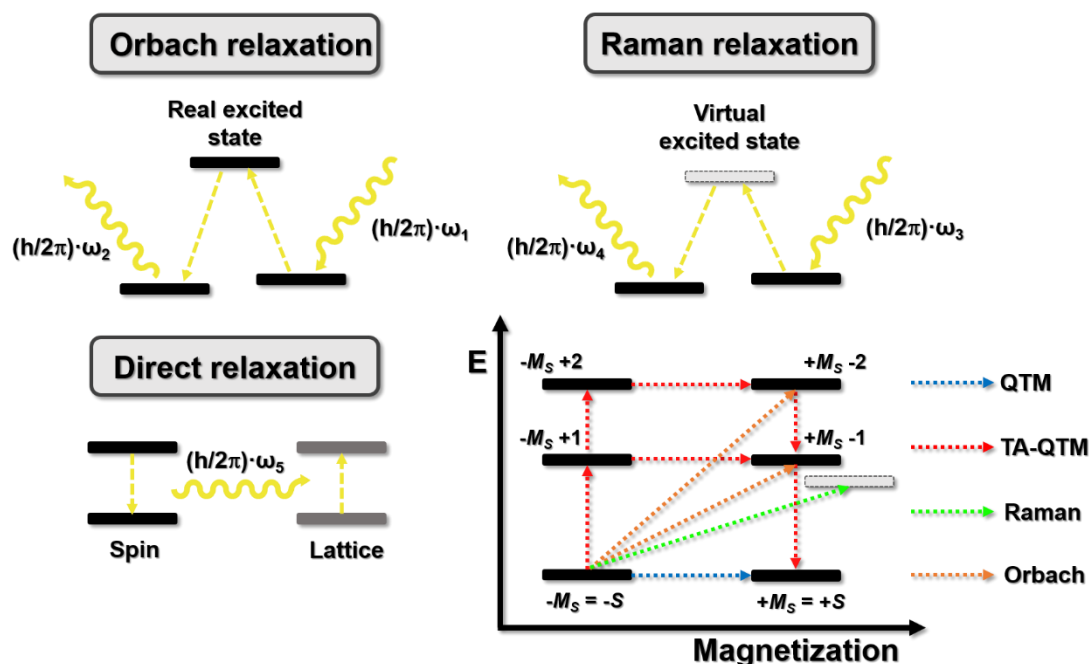 Orbach relaxation
Real excited
state
(h/2π)·ω₂
(h/2π)·ω₁
Raman relaxation
Virtual
excited state
(h/2π)·ω₄
(h/2π)·ω₃
Direct relaxation
(h/2π)·ω₅
Spin
Lattice
E
-Mₛ +2
+Mₛ -2
-Mₛ +1
+Mₛ -1
-Mₛ = -S
+Mₛ = +S
Magnetization
QTM
TA-QTM
Raman
Orbach